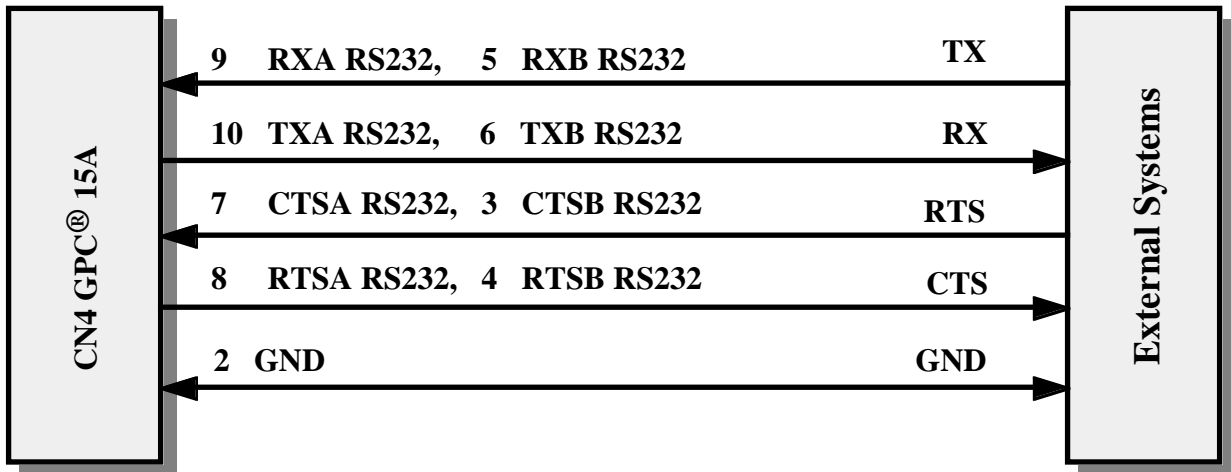 CN4 GPC® 15A
9 RXA RS232, 5 RXB RS232 TX
10 TXA RS232, 6 TXB RS232 RX
7 CTSA RS232, 3 CTSB RS232 RTS
8 RTSA RS232, 4 RTSB RS232 CTS
2 GND GND
External Systems